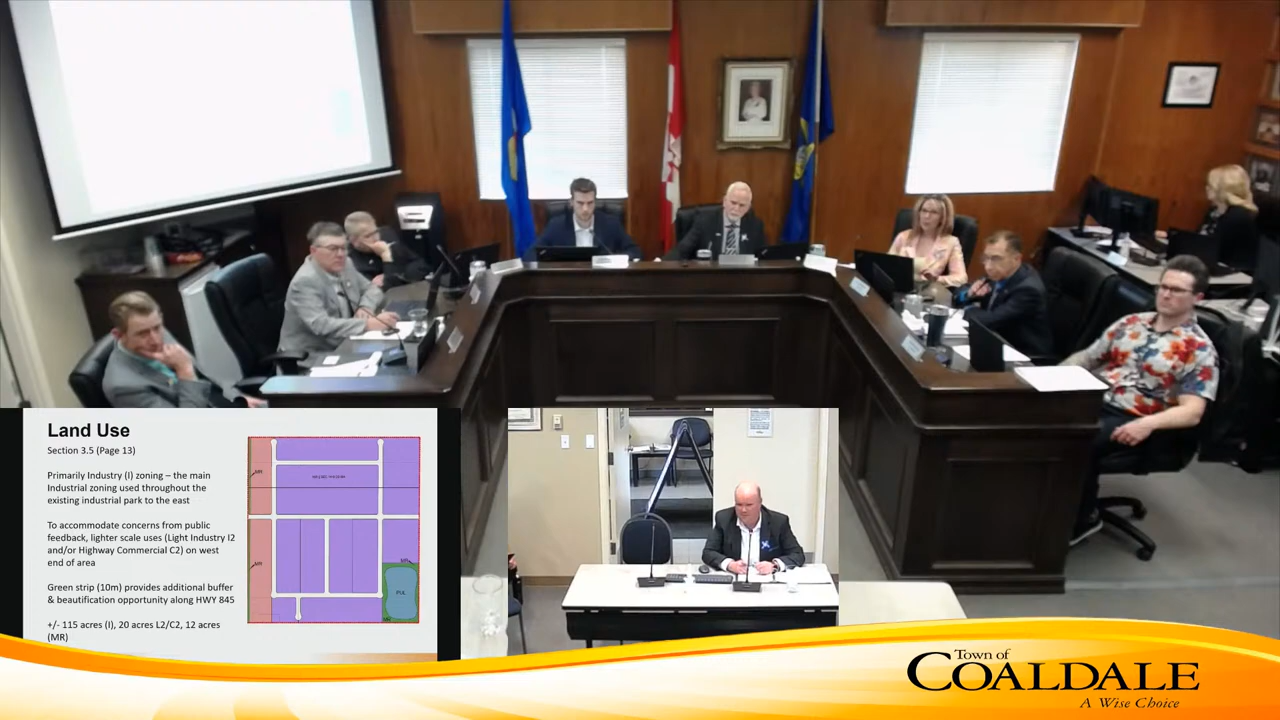 Land Use
Section 3.5 (Page 13)
Primarily Industry (I) zoning – the main
Industrial zoning used throughout the
existing industrial park to the east
To accommodate concerns from public
feedback, lighter scale uses (Light Industry I2
and/or Highway Commercial C2) on west
end of area
Green strip (10m) provides additional buffer
& beautification opportunity along HWY 845
+/- 115 acres (I), 20 acres L2/C2, 12 acres
(MR)
MR
MR
PUL
Town of
COALDALE
A Wise Choice